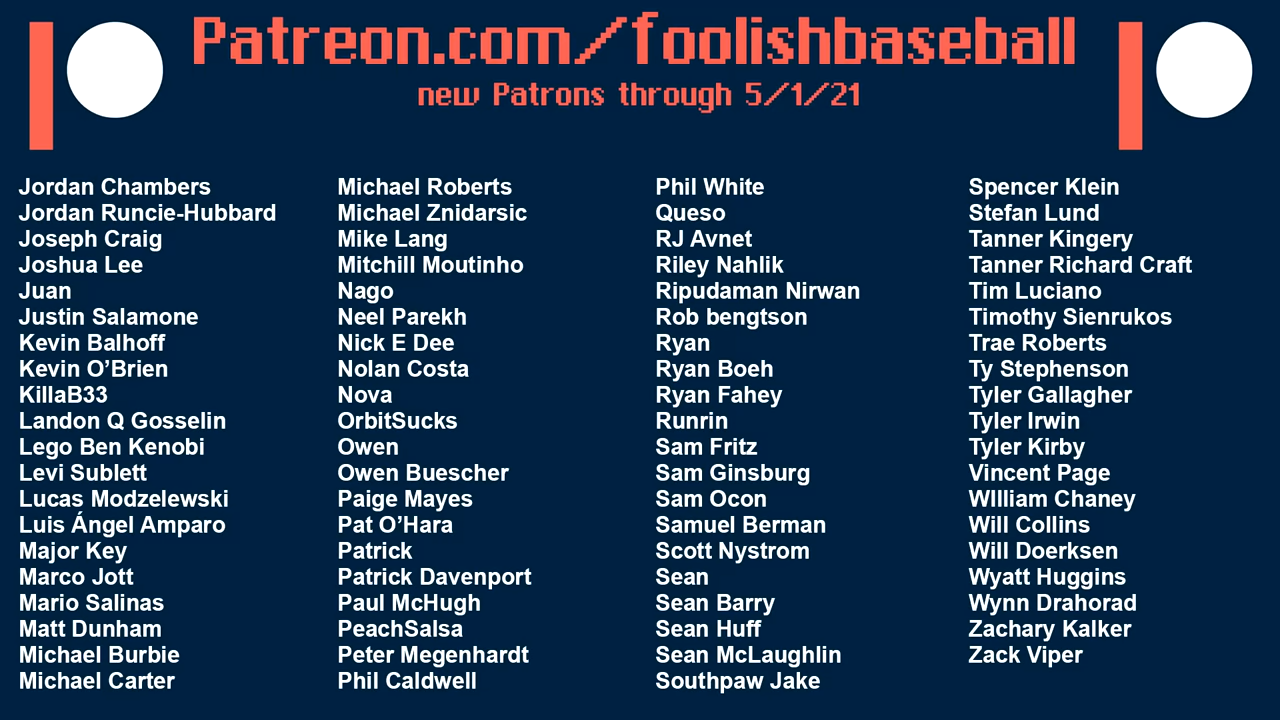 Patreon.com/foolishbaseball
new Patrons through 5/1/21
Jordan Chambers
Jordan Runcie-Hubbard
Joseph Craig
Joshua Lee
Juan
Justin Salamone
Kevin Balhoff
Kevin O’Brien
KillaB33
Landon Q Gosselin
Lego Ben Kenobi
Levi Sublett
Lucas Modzelewski
Luis Ángel Amparo
Major Key
Marco Jott
Mario Salinas
Matt Dunham
Michael Burbie
Michael Carter
Michael Roberts
Michael Znidarsic
Mike Lang
Mitchill Moutinho
Nago
Neel Parekh
Nick E Dee
Nolan Costa
Nova
OrbitSucks
Owen
Owen Buescher
Paige Mayes
Pat O’Hara
Patrick
Patrick Davenport
Paul McHugh
PeachSalsa
Peter Megenhardt
Phil Caldwell
Phil White
Queso
RJ Avnet
Riley Nahlik
Ripudaman Nirwan
Rob bengtson
Ryan
Ryan Boeh
Ryan Fahey
Runrin
Sam Fritz
Sam Ginsburg
Sam Ocon
Samuel Berman
Scott Nystrom
Sean
Sean Barry
Sean Huff
Sean McLaughlin
Southpaw Jake
Spencer Klein
Stefan Lund
Tanner Kingery
Tanner Richard Craft
Tim Luciano
Timothy Sienrukos
Trae Roberts
Ty Stephenson
Tyler Gallagher
Tyler Irwin
Tyler Kirby
Vincent Page
WIlliam Chaney
Will Collins
Will Doerksen
Wyatt Huggins
Wynn Drahorad
Zachary Kalker
Zack Viper